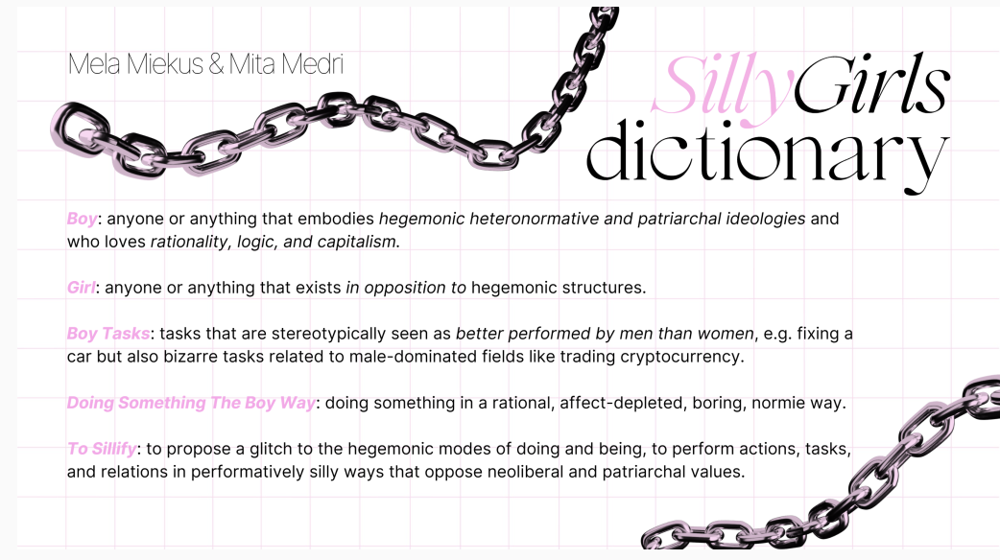 Mela Miekus & Mita Medri
SillyGirls
dictionary
Boy: anyone or anything that embodies hegemonic heteronormative and patriarchal ideologies and
who loves rationality, logic, and capitalism.
Girl: anyone or anything that exists in opposition to hegemonic structures.
Boy Tasks: tasks that are stereotypically seen as better performed by men than women, e.g. fixing a
car but also bizarre tasks related to male-dominated fields like trading cryptocurrency.
Doing Something The Boy Way: doing something in a rational, affect-depleted, boring, normie way.
To Sillify: to propose a glitch to the hegemonic modes of doing and being, to perform actions, tasks,
and relations in performatively silly ways that oppose neoliberal and patriarchal values.